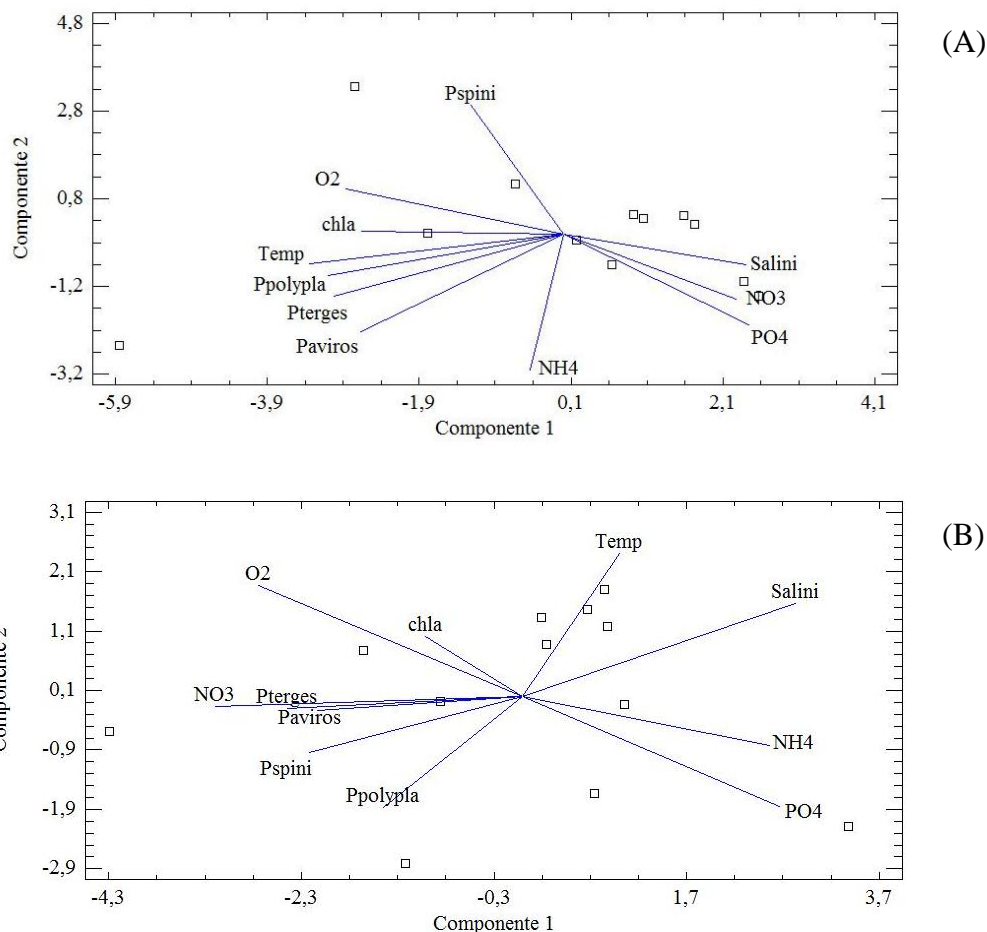 (A)
4,8
2,8
0,8
-1,2
-3,2
Componente 2
Pspini
O2
chla
Temp
Ppolypla
Pterges
Paviros
NH4
Salini
NO3
PO4
-5,9 -3,9 -1,9 0,1 2,1 4,1
Componente 1
(B)
3,1
2,1
1,1
0,1
-0,9
-1,9
-2,9
Componente 2
Temp
O2
Salini
chla
NO3 Pterges
Paviros
Pspini
NH4
Ppolypla
PO4
-4,3 -2,3 -0,3 1,7 3,7
Componente 1